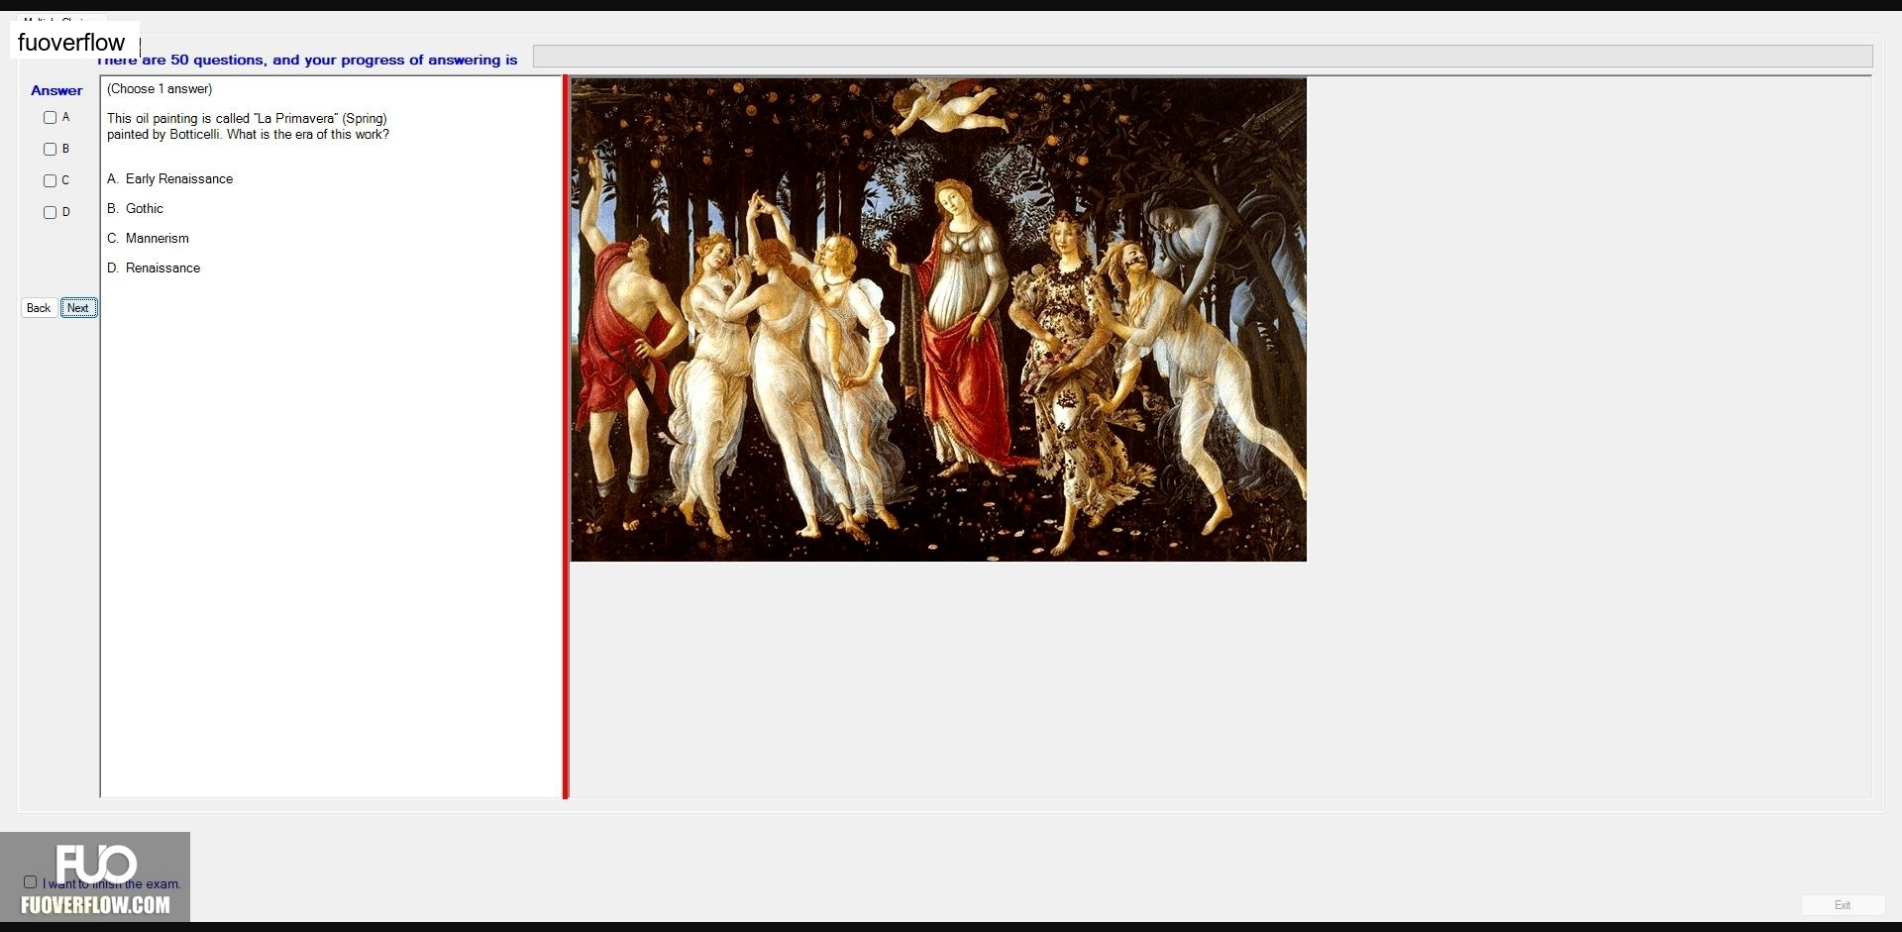 fuoverflow
There are 50 questions, and your progress of answering is
Answer
A
B
C
D
Back
Next
(Choose 1 answer)
This oil painting is called "La Primavera" (Spring)
painted by Botticelli. What is the era of this work?
A. Early Renaissance
B. Gothic
C. Mannerism
D. Renaissance
FUO
I want to finish the exam.
FUOVERFLOW.COM
Exit